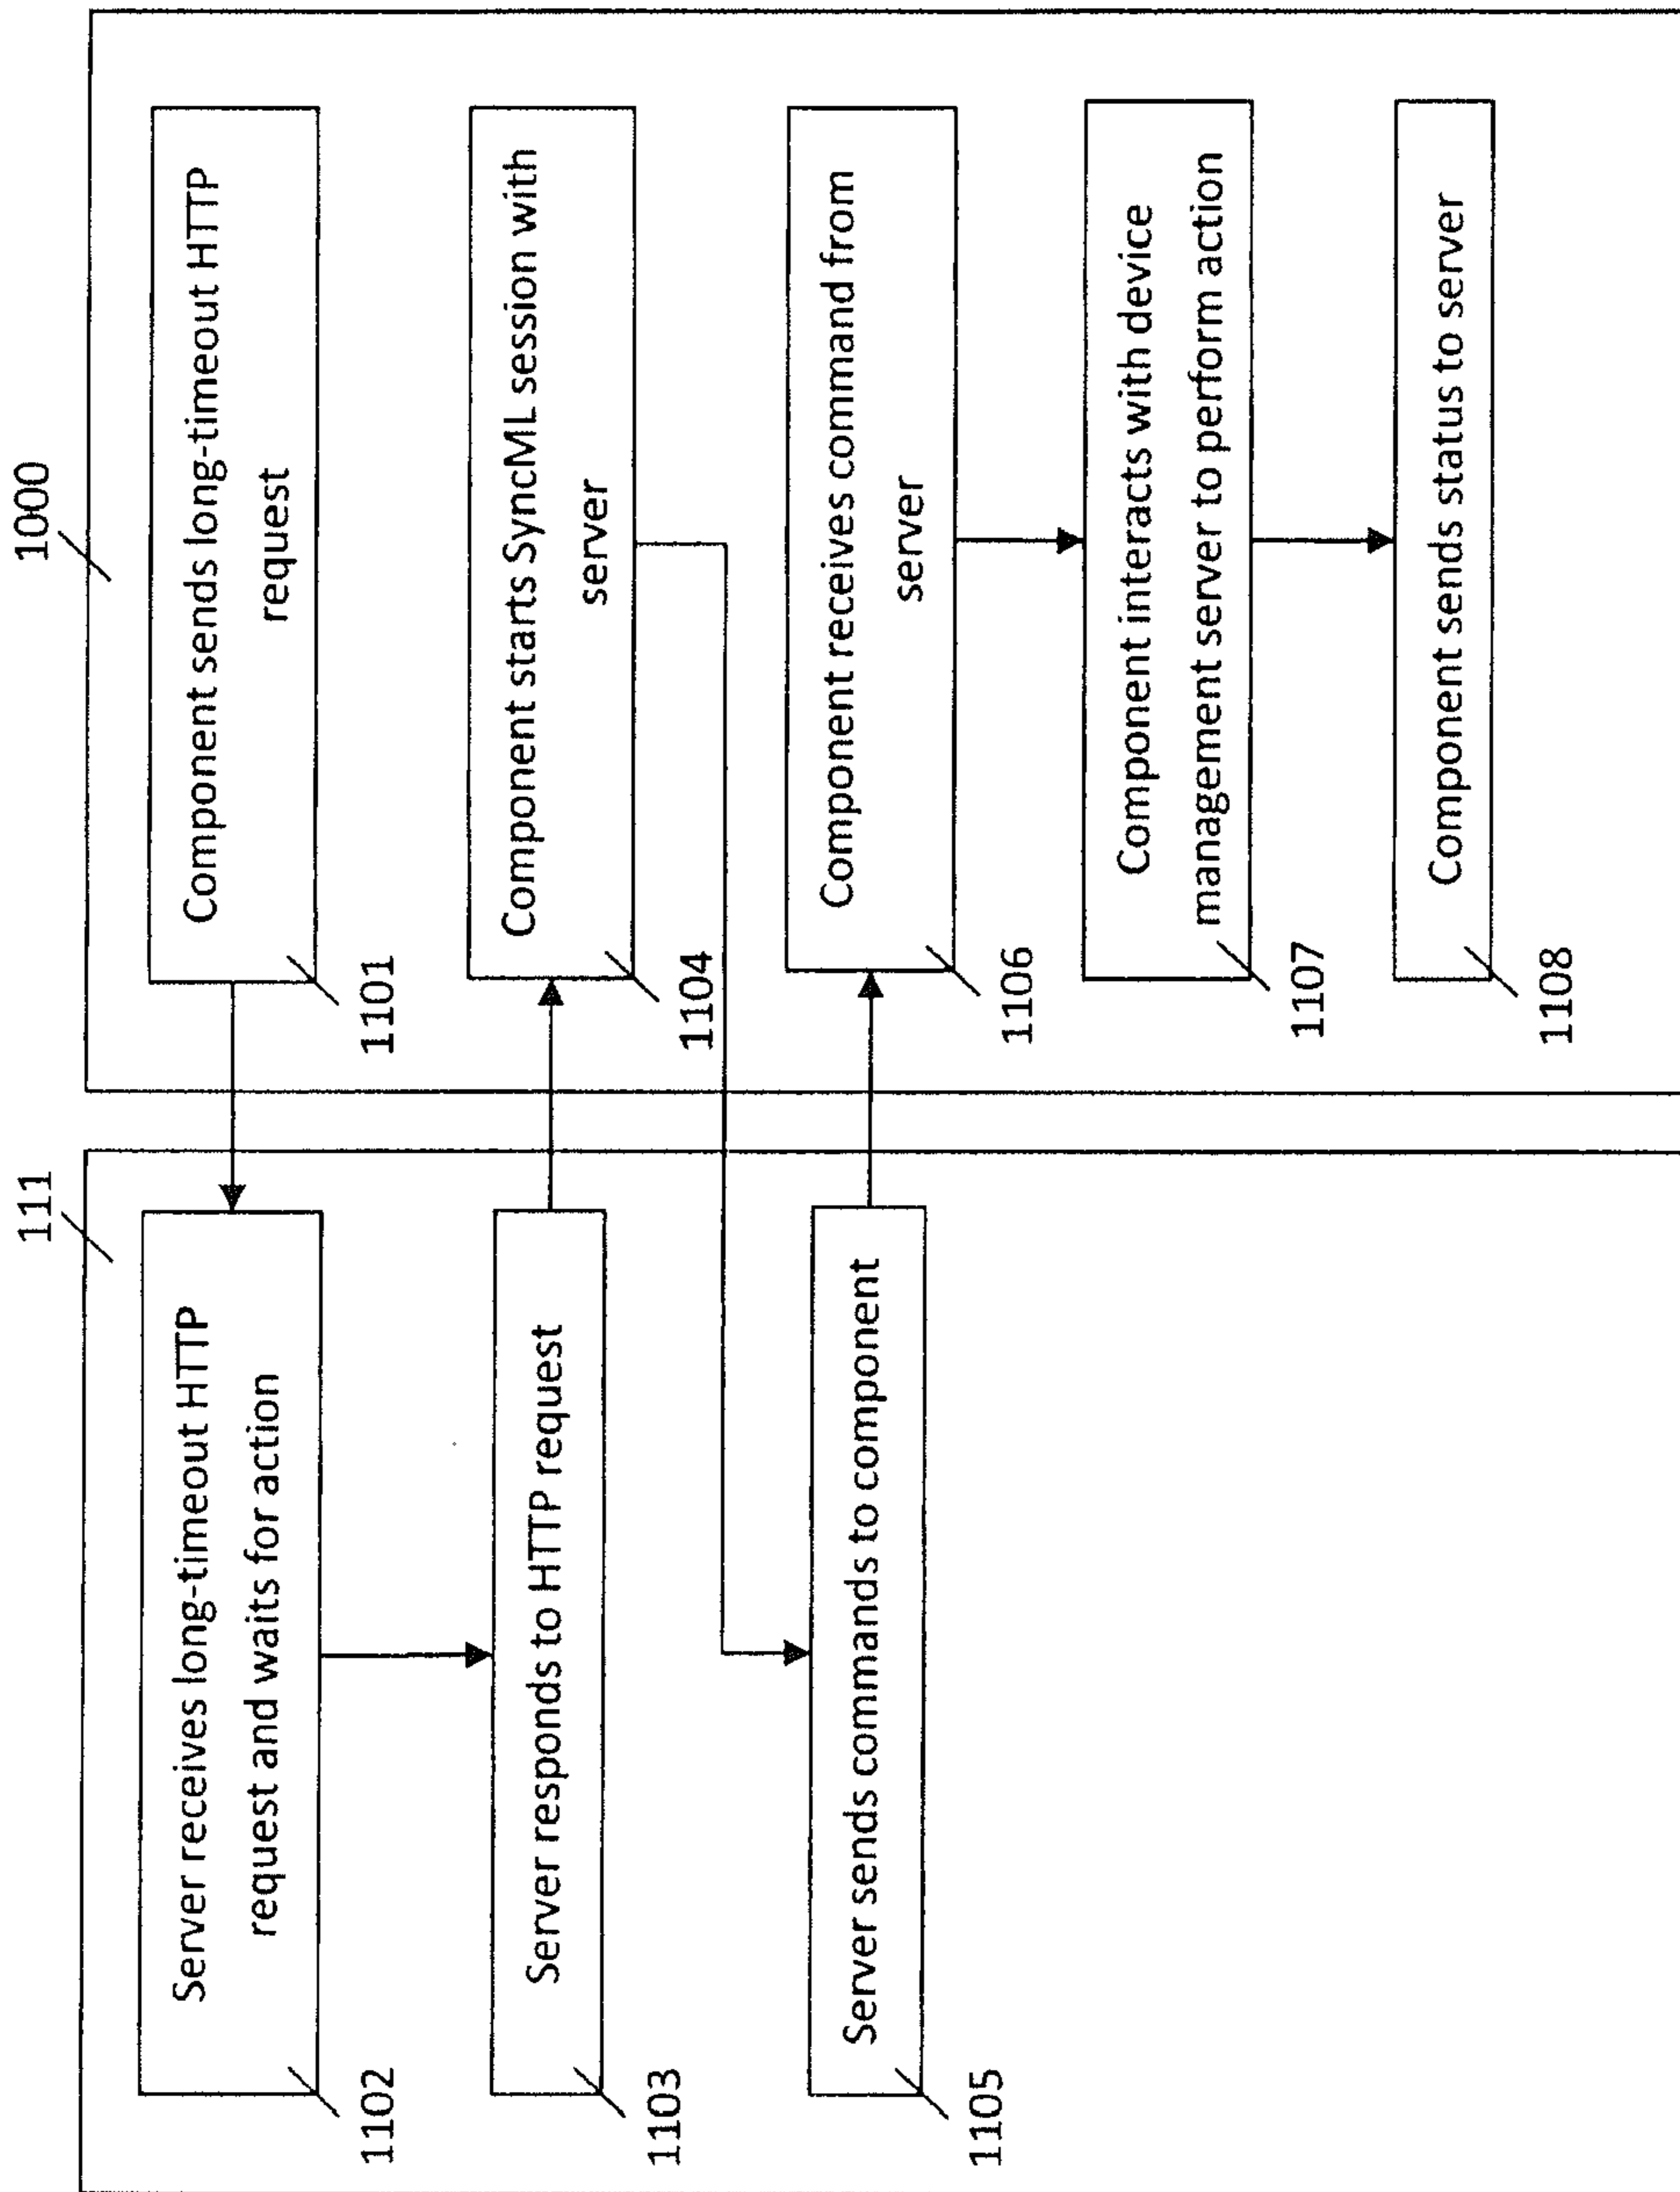 111
Server receives long-timeout HTTP
request and waits for action
1102
Server responds to HTTP request
1103
Server sends commands to component
1105
1000
Component sends long-timeout HTTP
request
1101
Component starts SyncML session with
server
1104
Component receives command from
server
1106
Component interacts with device
management server to perform action
1107
Component sends status to server
1108